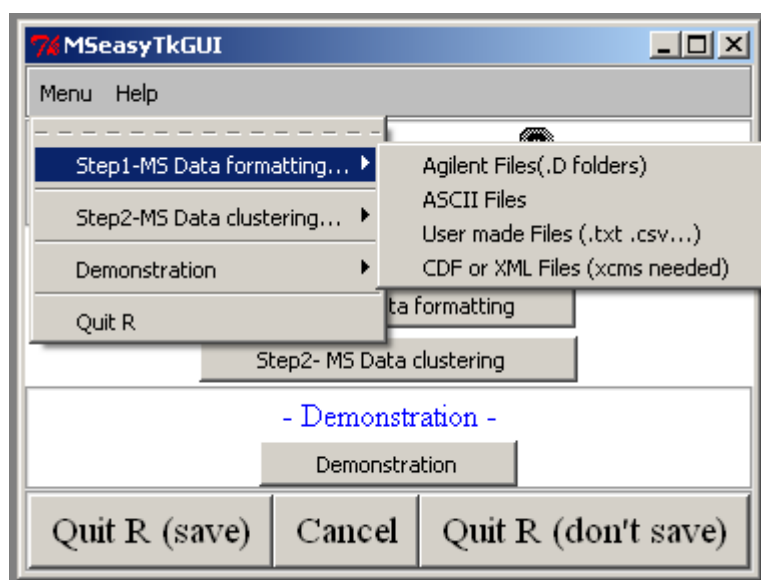 MSeasyTkGUI
Menu Help
Step1-MS Data formatting...
Step2-MS Data clustering...
Demonstration
Quit R
Agilent Files(.D folders)
ASCII Files
User made Files (.txt .csv...)
CDF or XML Files (xcms needed)
ta formatting
Step2- MS Data clustering
- Demonstration -
Demonstration
Quit R (save) Cancel Quit R (don't save)